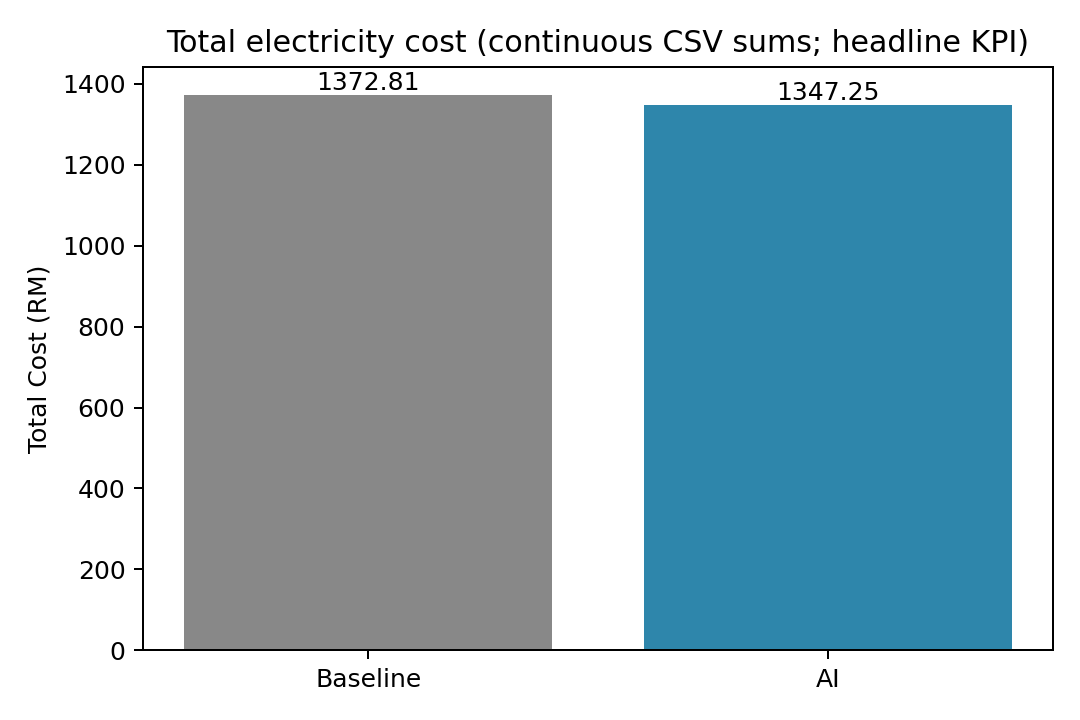 Total electricity cost (continuous CSV sums; headline KPI)
Total Cost (RM)
1400
1200
1000
800
600
400
200
0
1372.81
1347.25
Baseline
AI